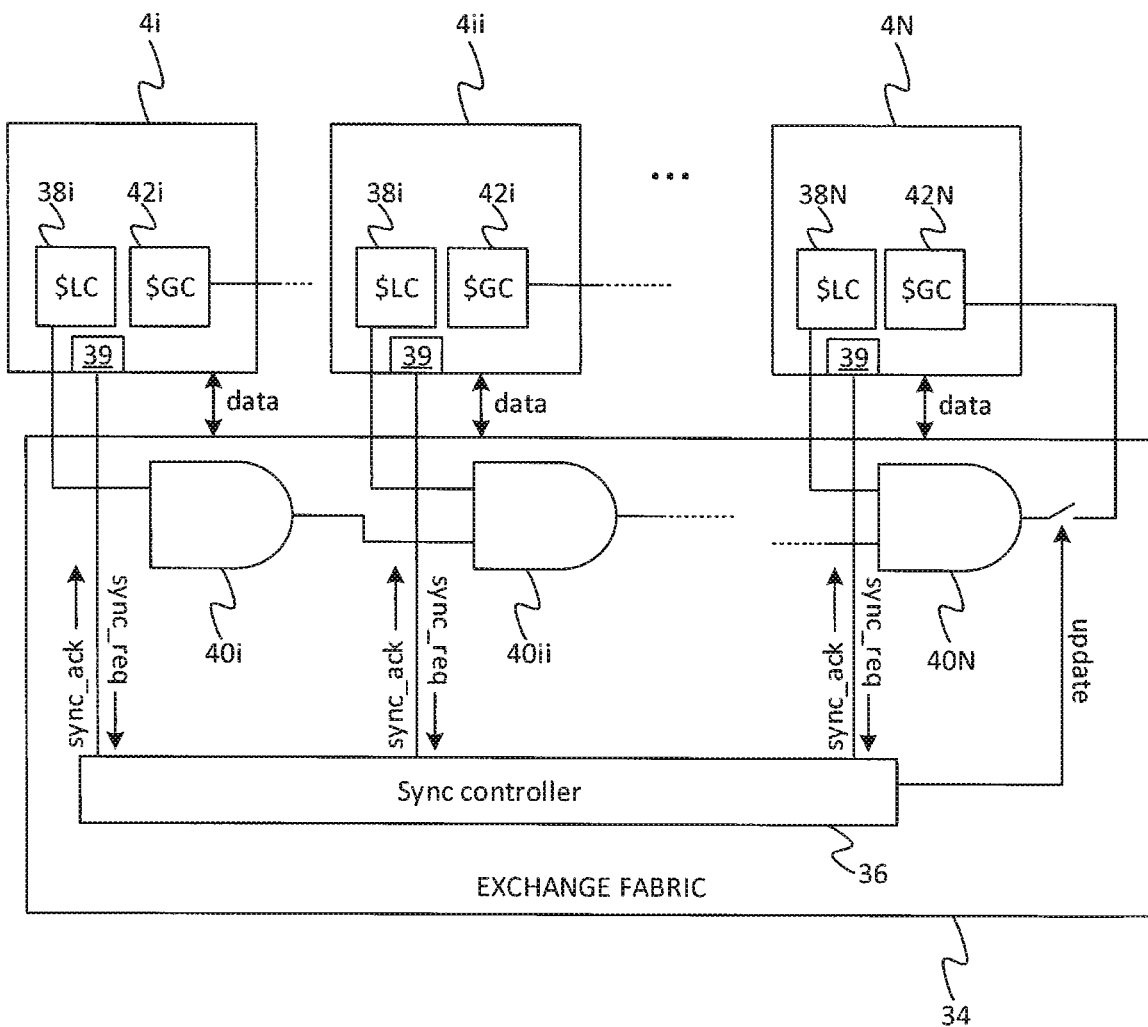 4i 4ii 4N
...
38i 42i 38i 42i 38N 42N
$LC $GC $LC $GC $LC $GC
39 39 39
data data data
sync_ack sync_req sync_ack sync_req sync_ack sync_req update
40i 40ii 40N
Sync controller
36
EXCHANGE FABRIC
34